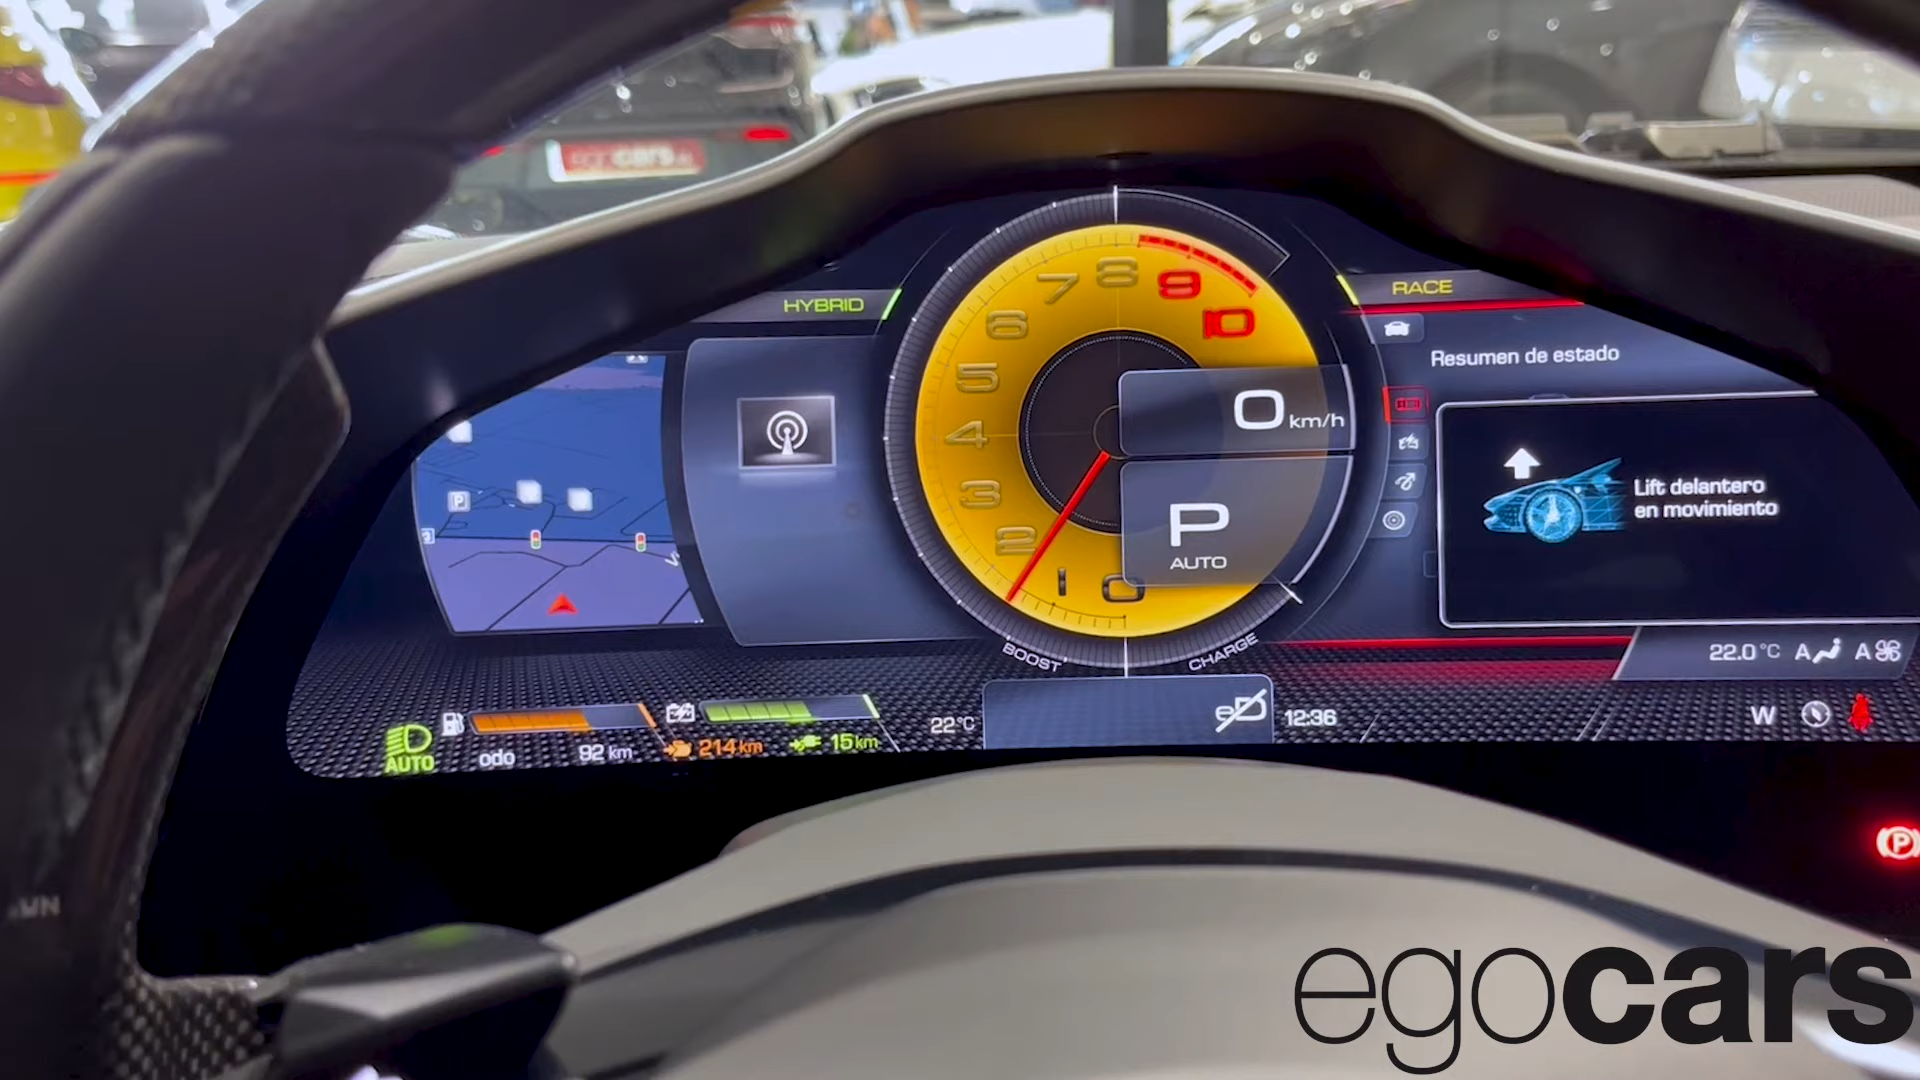 egocars
HYBRID
RACE
Resumen de estado
7
8
9
10
6
5
4
3
2
1
0
0 km/h
P
AUTO
Lift delantero
en movimiento
P
BOOST
CHARGE
22.0 °C A A
AUTO
odo 92 km
214 km
15 km
22°C
eD
12:36
W
P
egocars